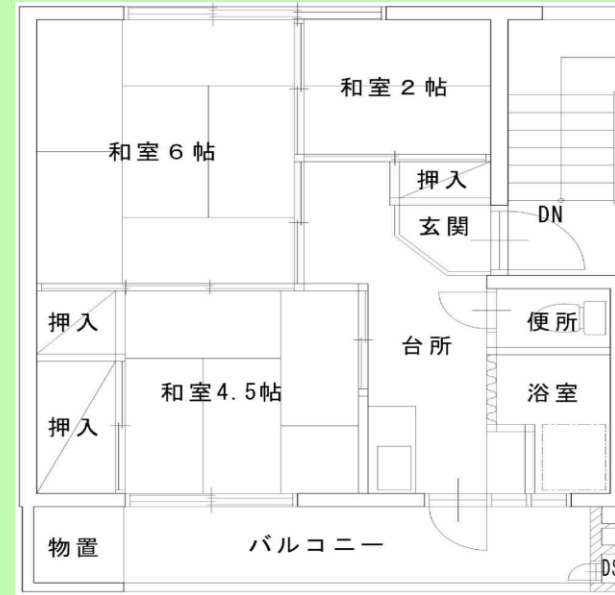 和室２帖
和室６帖
押入
玄関
DN
押入
台所
便所
和室4.5帖
浴室
押入
物置
バルコニー
DS